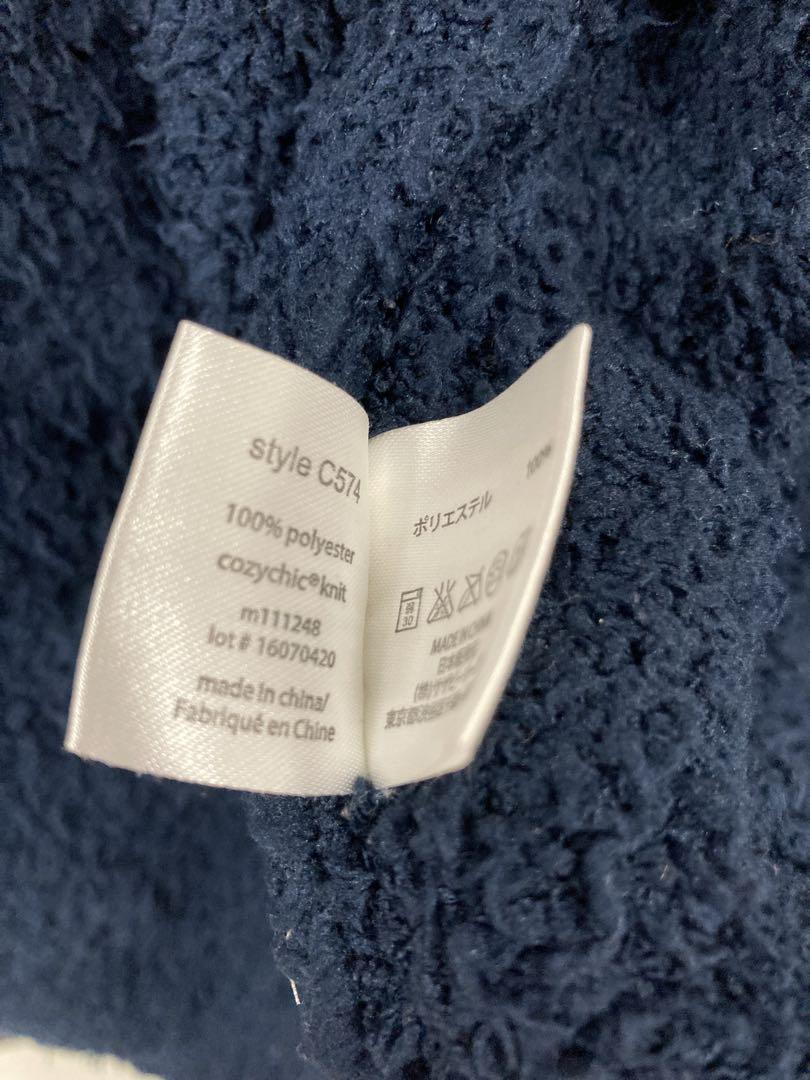 style C574
100% polyester
cozychic®knit
m111248
lot # 16070420
made in china/
Fabriqué en Chine
ポリエステル 100%
30
MADE IN CHINA